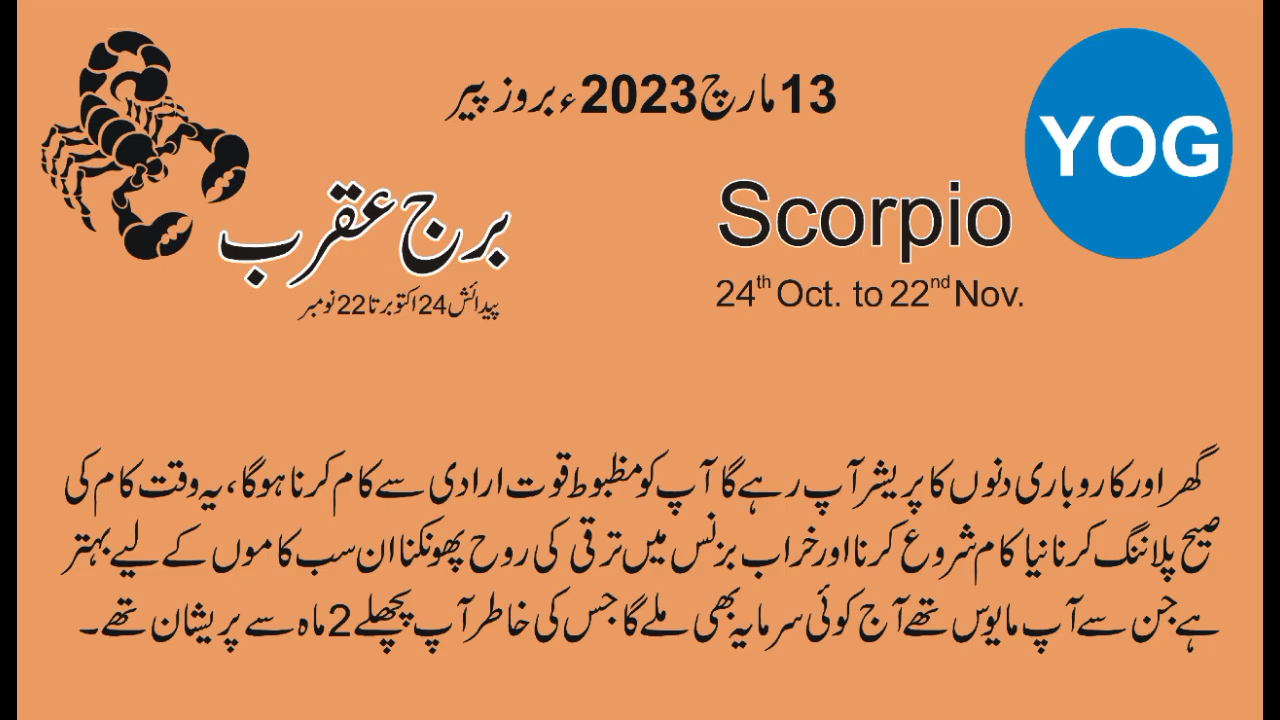 13 مارچ 2023ء بروز پیر
YOG
Scorpio
برج عقرب
24th Oct. to 22nd Nov.
پیدائش 24 اکتوبر تا 22 نومبر
گھر اور کاروباری دنوں کا پریشر آپ رہے گا آپ کو مظبوط قوت ارادی سے کام کرنا ہوگا، یہ وقت کام کی
صیح پلاننگ کرنا نیا کام شروع کرنا اور خراب بزنس میں ترقی کی روح پھونکنا ان سب کاموں کے لیے بہتر
ہے جن سے آپ مایوس تھے آج کوئی سرمایہ بھی ملے گا جس کی خاطر آپ پچھلے 2 ماہ سے پریشان تھے۔